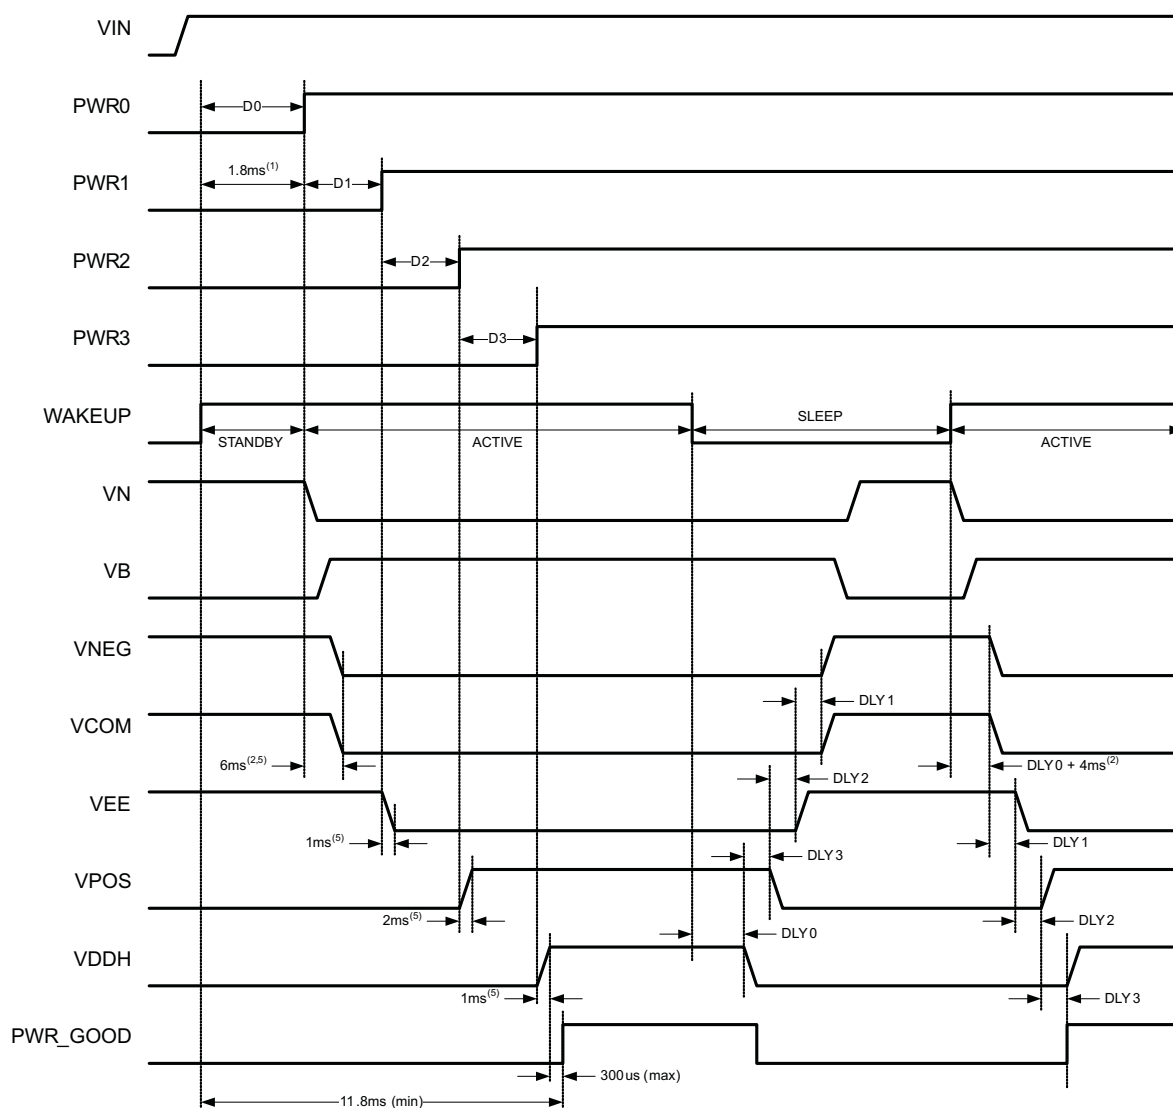 VIN
PWR0
D0
1.8ms(1)
PWR1
D1
PWR2
D2
PWR3
D3
WAKEUP
SLEEP
STANDBY
ACTIVE
ACTIVE
VN
VB
VNEG
DLY1
VCOM
6ms(2,5)
DLY0 + 4ms(2)
DLY2
VEE
1ms(5)
DLY1
DLY3
VPOS
2ms(5)
DLY2
DLY0
VDDH
1ms(5)
DLY3
PWR_GOOD
300us (max)
11.8ms (min)